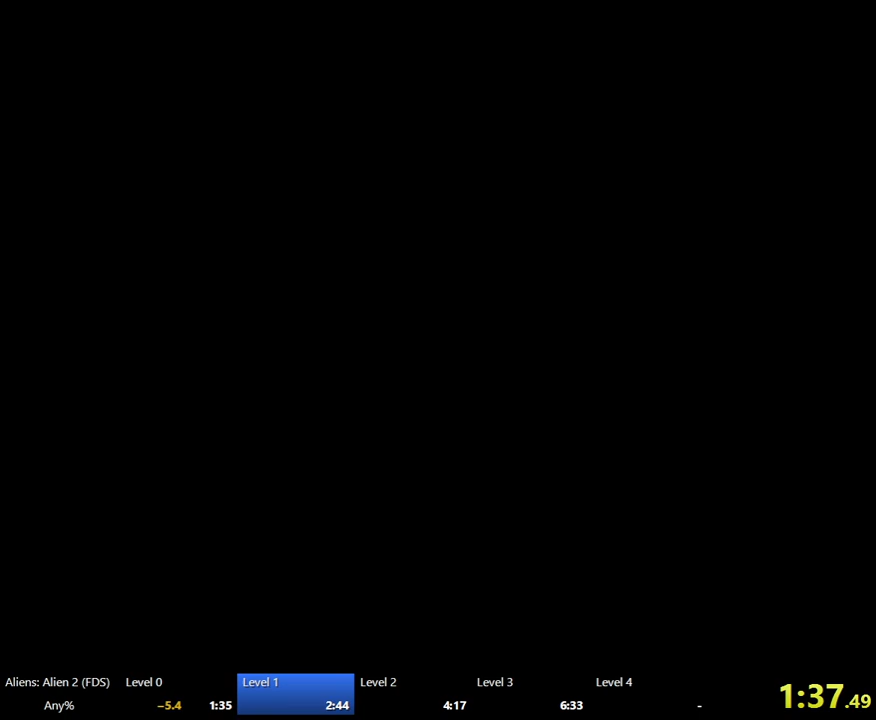 Aliens: Alien 2 (FDS) Level 0 Level 1 Level 2 Level 3 Level 4
Any% −5.4 1:35 2:44 4:17 6:33 - 1:37.49